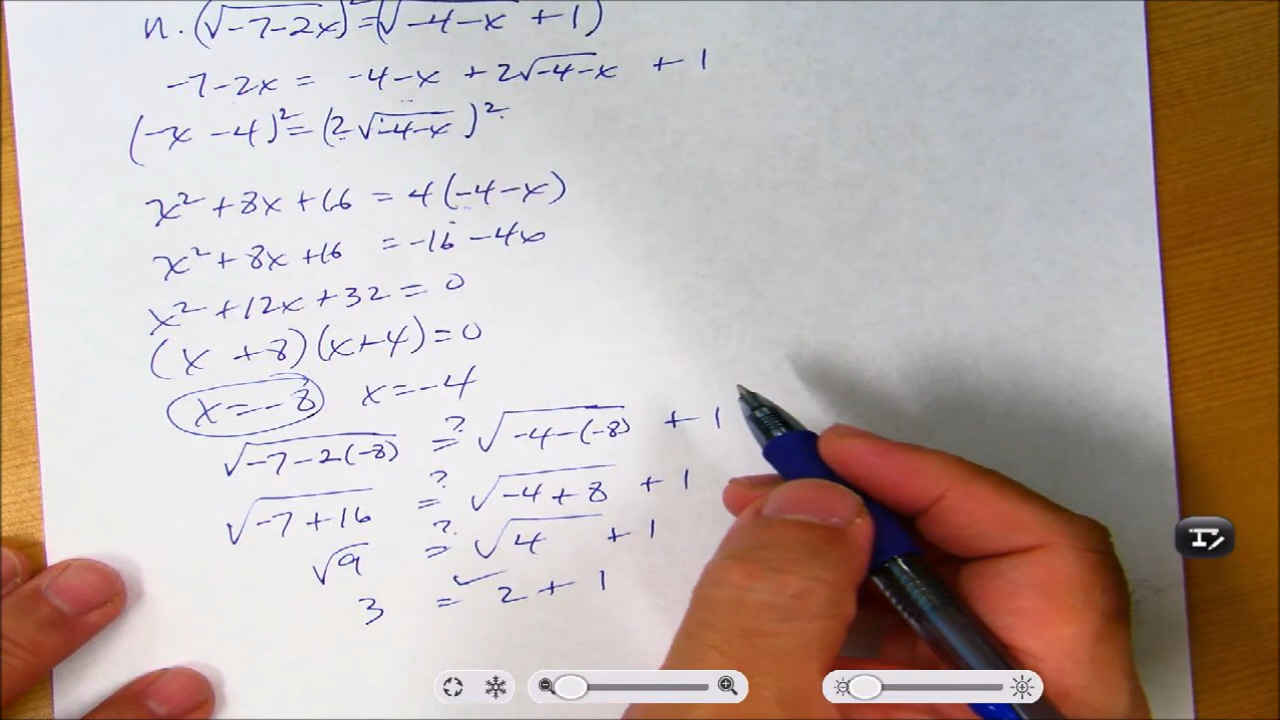 n. (√-7-2x)² = (√-4-x + 1)
-7-2x = -4-x + 2√-4-x + 1
(-x -4)² = (2√-4-x)²
x² + 8x + 16 = 4(-4-x)
x² + 8x + 16 = -16 - 4x
x² + 12x + 32 = 0
(x + 8)(x+4) = 0
x = -8 x = -4
√-7-2(-8) ≟ √-4-(-8) + 1
√-7+16 ≟ √-4+8 + 1
√9 ≟ √4 + 1
3 =✓ 2 + 1